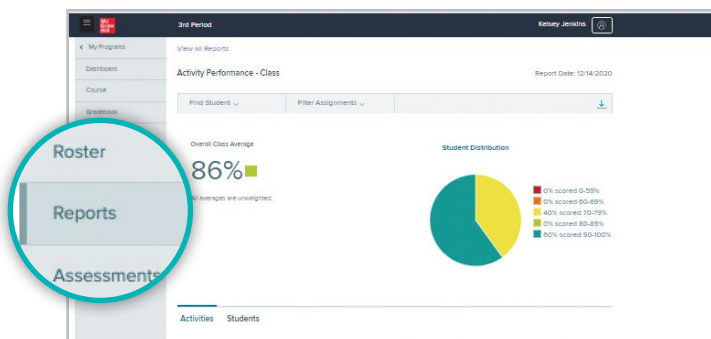 Mc
Graw
Hill
3rd Period
Kelsey Jenkins
My Programs
View all Reports
Dashboard
Activity Performance - Class
Report Date: 12/14/2020
Course
Find Student
Filter Assignments
Gradebook
Roster
Reports
Assessments
Overall Class Average
86%
All averages are unweighted.
Student Distribution
0% scored 0-59%
0% scored 60-69%
40% scored 70-79%
0% scored 80-89%
60% scored 90-100%
Activities
Students